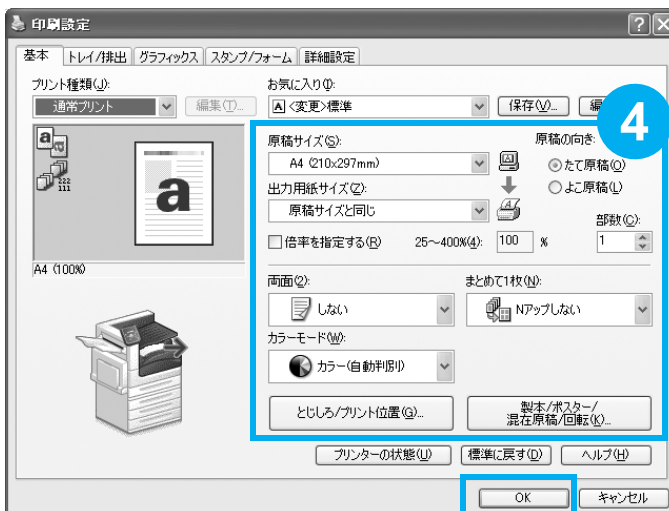 印刷設定
基本 トレイ/排出 グラフィックス スタンプ/フォーム 詳細設定
プリント種類(J):
通常プリント 編集(T)...
お気に入り(I):
<変更>標準 保存(V)...
4
原稿サイズ(S):
A4 (210x297mm)
原稿の向き:
たて原稿(O)
よこ原稿(L)
出力用紙サイズ(Z):
原稿サイズと同じ
部数(C):
倍率を指定する(R) 25～400%(4): 100 % 1
A4 (100%)
両面(2):
しない
まとめて1枚(N):
Nアップしない
カラーモード(W):
カラー(自動判別)
とじしろ/プリント位置(G)...
製本/ポスター/
混在原稿/回転(K)...
プリンターの状態(U) 標準に戻す(D) ヘルプ(H)
OK キャンセル